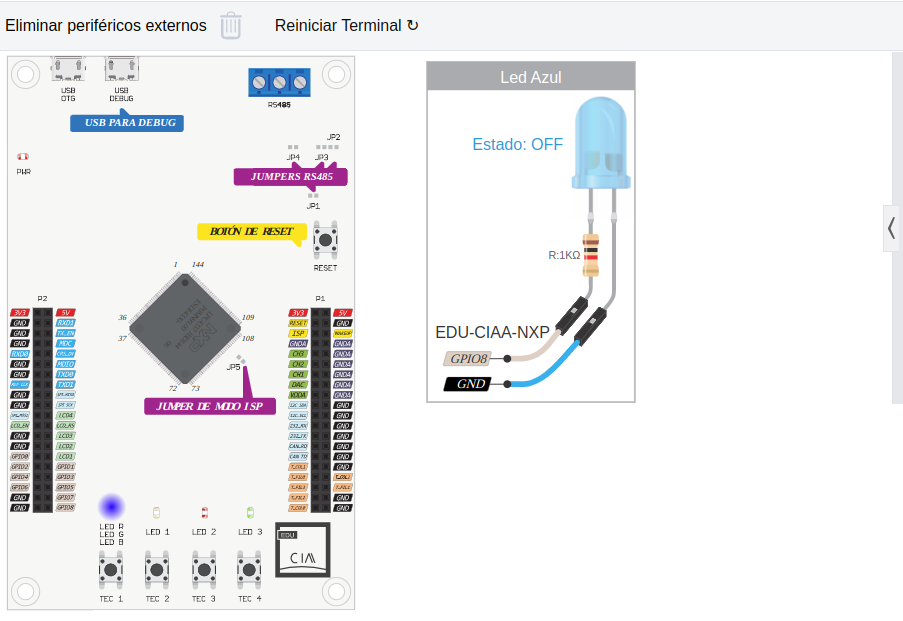 Eliminar periféricos externos
Reiniciar Terminal ↻
USB OTG
USB DEBUG
USB PARA DEBUG
RS485
JP2
JP4 JP3
JUMPERS RS485
JP1
PWR
BOTÓN DE RESET
RESET
1 144
36 109
37 108
72 73
JP5
JUMPER DE MODO ISP
P2
3V3 5V
GND RXD1
GND TX_EN
GND MDC
RXD0 CRS_DV
GND MDIO
GND TXD0
TXD1
GND
GND
LCD4
LCD_EN LCD_RS
GND LCD3
GND LCD2
GPIO0 LCD1
GPIO2 GPIO1
GPIO4 GPIO3
GPIO6 GPIO5
GND GPIO7
GND GPIO8
P1
3V3 5V
RESET GND
ISP
GNDA GNDA
CH3 GNDA
CH2 GNDA
CH1 GNDA
DAC GNDA
VDDA GNDA
GND
GND
232_RX GND
232_TX GND
CAN_RD GND
CAN_TD GND
GND
LED R
LED G
LED B
LED 1 LED 2 LED 3
EDU
CIAA
TEC 1 TEC 2 TEC 3 TEC 4
Led Azul
Estado: OFF
R:1KΩ
EDU-CIAA-NXP
GPIO8
GND